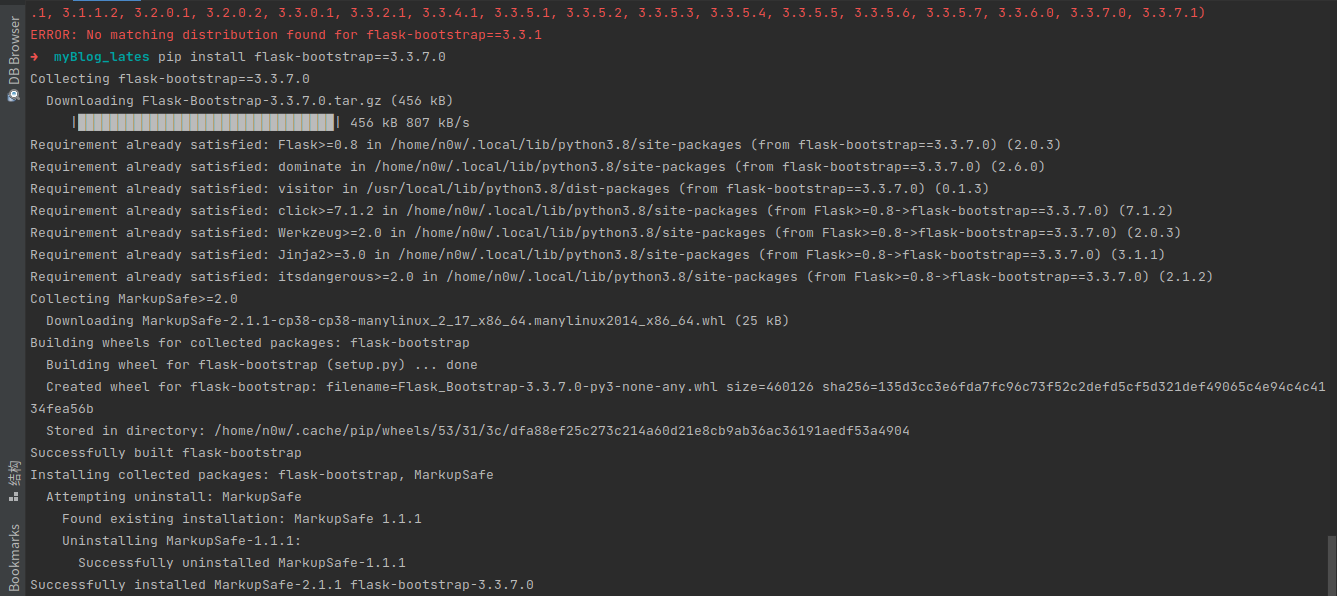 .1, 3.1.1.2, 3.2.0.1, 3.2.0.2, 3.3.0.1, 3.3.2.1, 3.3.4.1, 3.3.5.1, 3.3.5.2, 3.3.5.3, 3.3.5.4, 3.3.5.5, 3.3.5.6, 3.3.5.7, 3.3.6.0, 3.3.7.0, 3.3.7.1)
ERROR: No matching distribution found for flask-bootstrap==3.3.1
➜ myBlog_lates pip install flask-bootstrap==3.3.7.0
Collecting flask-bootstrap==3.3.7.0
Downloading Flask-Bootstrap-3.3.7.0.tar.gz (456 kB)
|████████████████████████████████| 456 kB 807 kB/s
Requirement already satisfied: Flask>=0.8 in /home/n0w/.local/lib/python3.8/site-packages (from flask-bootstrap==3.3.7.0) (2.0.3)
Requirement already satisfied: dominate in /home/n0w/.local/lib/python3.8/site-packages (from flask-bootstrap==3.3.7.0) (2.6.0)
Requirement already satisfied: visitor in /usr/local/lib/python3.8/dist-packages (from flask-bootstrap==3.3.7.0) (0.1.3)
Requirement already satisfied: click>=7.1.2 in /home/n0w/.local/lib/python3.8/site-packages (from Flask>=0.8->flask-bootstrap==3.3.7.0) (7.1.2)
Requirement already satisfied: Werkzeug>=2.0 in /home/n0w/.local/lib/python3.8/site-packages (from Flask>=0.8->flask-bootstrap==3.3.7.0) (2.0.3)
Requirement already satisfied: Jinja2>=3.0 in /home/n0w/.local/lib/python3.8/site-packages (from Flask>=0.8->flask-bootstrap==3.3.7.0) (3.1.1)
Requirement already satisfied: itsdangerous>=2.0 in /home/n0w/.local/lib/python3.8/site-packages (from Flask>=0.8->flask-bootstrap==3.3.7.0) (2.1.2)
Collecting MarkupSafe>=2.0
Downloading MarkupSafe-2.1.1-cp38-cp38-manylinux_2_17_x86_64.manylinux2014_x86_64.whl (25 kB)
Building wheels for collected packages: flask-bootstrap
Building wheel for flask-bootstrap (setup.py) ... done
Created wheel for flask-bootstrap: filename=Flask_Bootstrap-3.3.7.0-py3-none-any.whl size=460126 sha256=135d3cc3e6fda7fc96c73f52c2defd5cf5d321def49065c4e94c4c41
34fea56b
Stored in directory: /home/n0w/.cache/pip/wheels/53/31/3c/dfa88ef25c273c214a60d21e8cb9ab36ac36191aedf53a4904
Successfully built flask-bootstrap
Installing collected packages: flask-bootstrap, MarkupSafe
Attempting uninstall: MarkupSafe
Found existing installation: MarkupSafe 1.1.1
Uninstalling MarkupSafe-1.1.1:
Successfully uninstalled MarkupSafe-1.1.1
Successfully installed MarkupSafe-2.1.1 flask-bootstrap-3.3.7.0
DB Browser
结构
Bookmarks